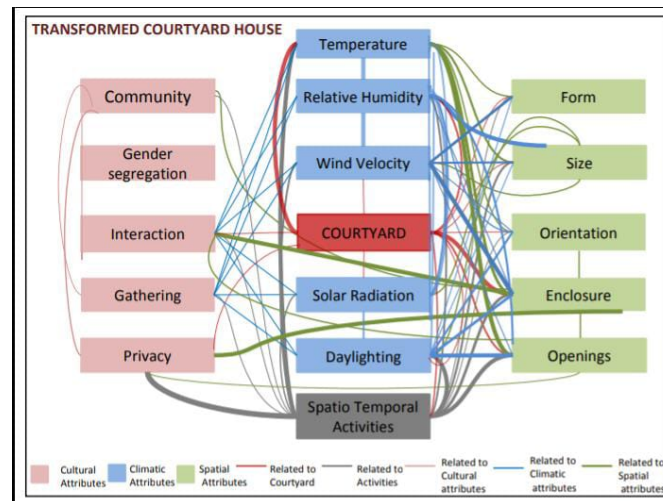 TRANSFORMED COURTYARD HOUSE
Temperature
Community
Relative Humidity
Form
Gender
segregation
Wind Velocity
Size
Interaction
COURTYARD
Orientation
Gathering
Solar Radiation
Enclosure
Privacy
Daylighting
Openings
Spatio Temporal
Activities
Cultural
Attributes
Climatic
Attributes
Spatial
Attributes
Related to
Courtyard
Related to
Activities
Related to
Cultural
attributes
Related to
Climatic
attributes
Related to
Spatial
attributes